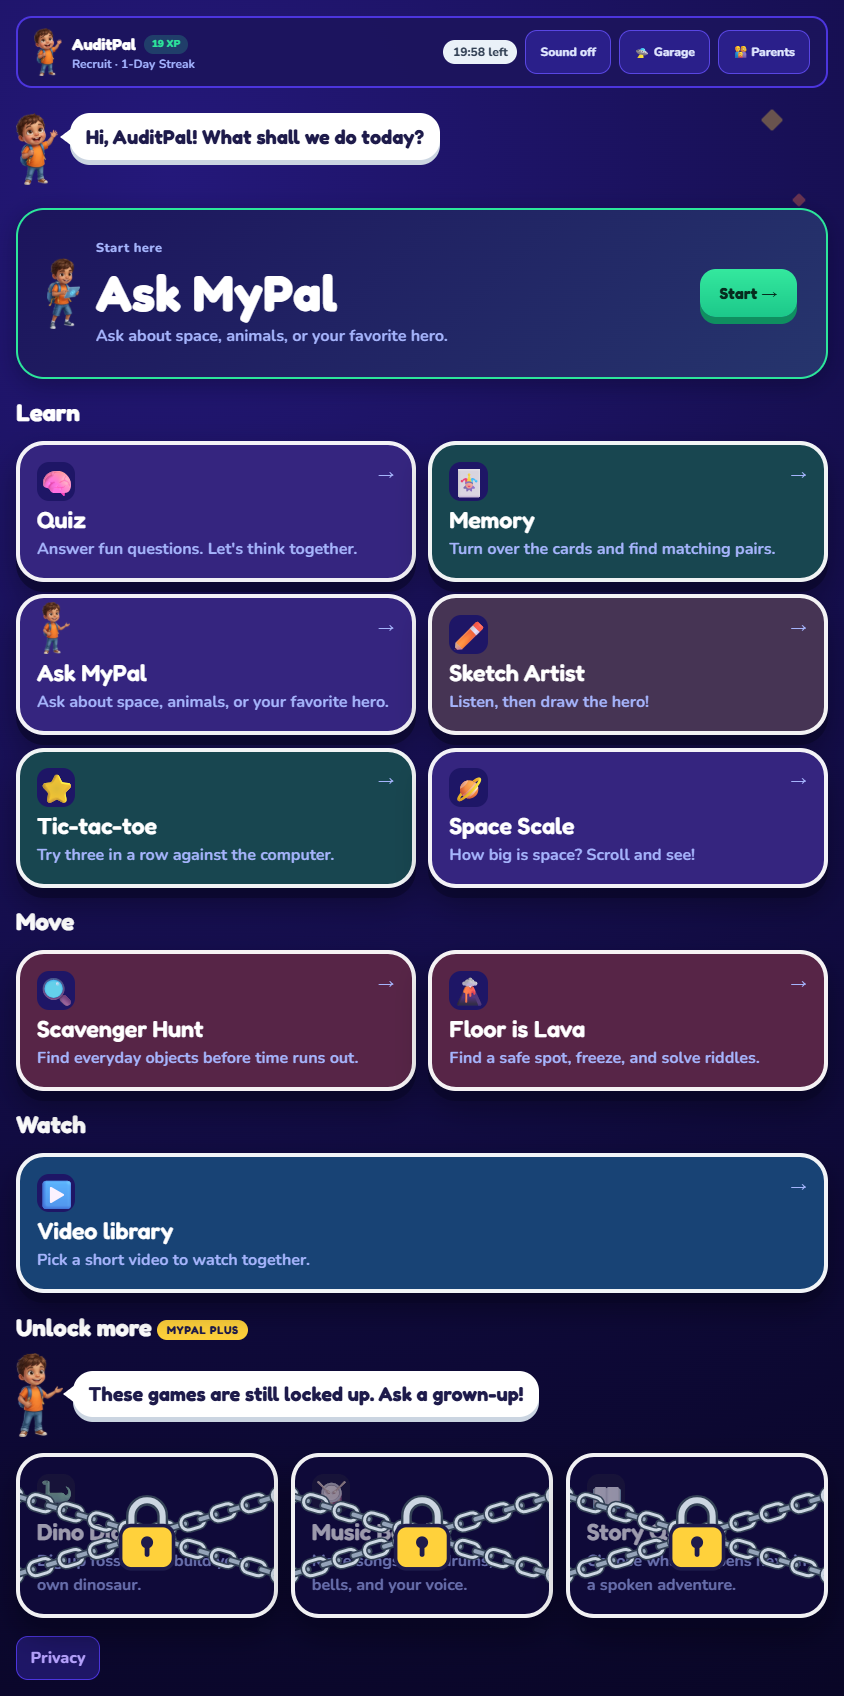 AuditPal 19 XP
Recruit · 1-Day Streak
19:58 left
Sound off
Garage
Parents
Hi, AuditPal! What shall we do today?
Start here
Ask MyPal
Ask about space, animals, or your favorite hero.
Start →
Learn
Quiz
Answer fun questions. Let's think together.
Memory
Turn over the cards and find matching pairs.
Ask MyPal
Ask about space, animals, or your favorite hero.
Sketch Artist
Listen, then draw the hero!
Tic-tac-toe
Try three in a row against the computer.
Space Scale
How big is space? Scroll and see!
Move
Scavenger Hunt
Find everyday objects before time runs out.
Floor is Lava
Find a safe spot, freeze, and solve riddles.
Watch
Video library
Pick a short video to watch together.
Unlock more MYPAL PLUS
These games are still locked up. Ask a grown-up!
Dino
own dinosaur.
Music
bells, and your voice.
Story
a spoken adventure.
Privacy